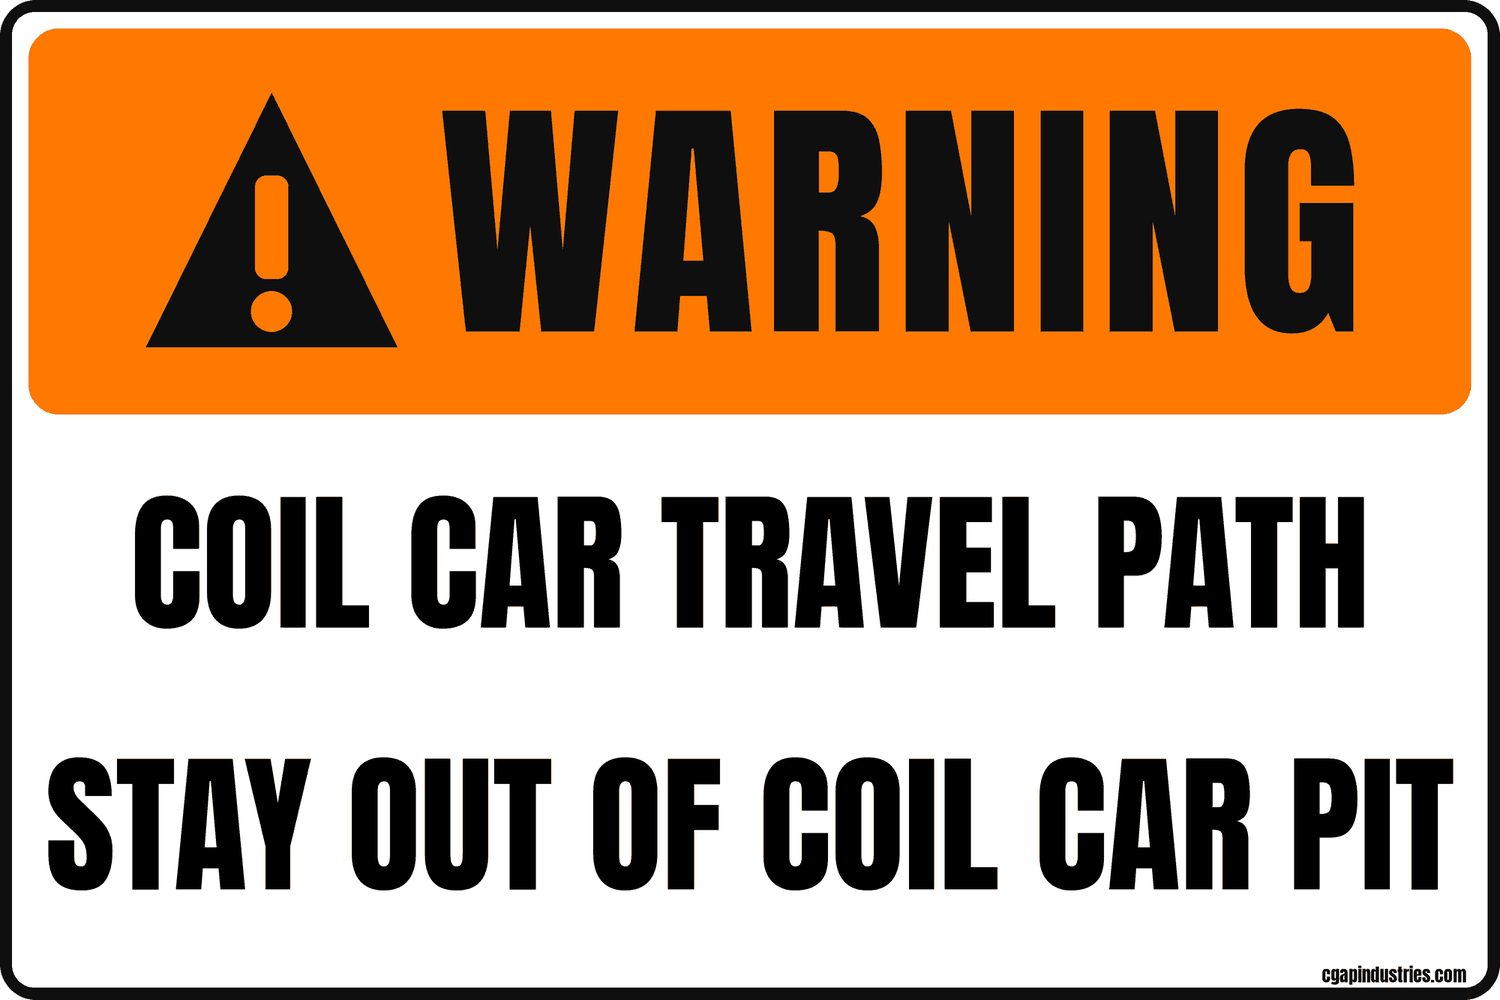 WARNING
COIL CAR TRAVEL PATH
STAY OUT OF COIL CAR PIT
cgapindustries.com